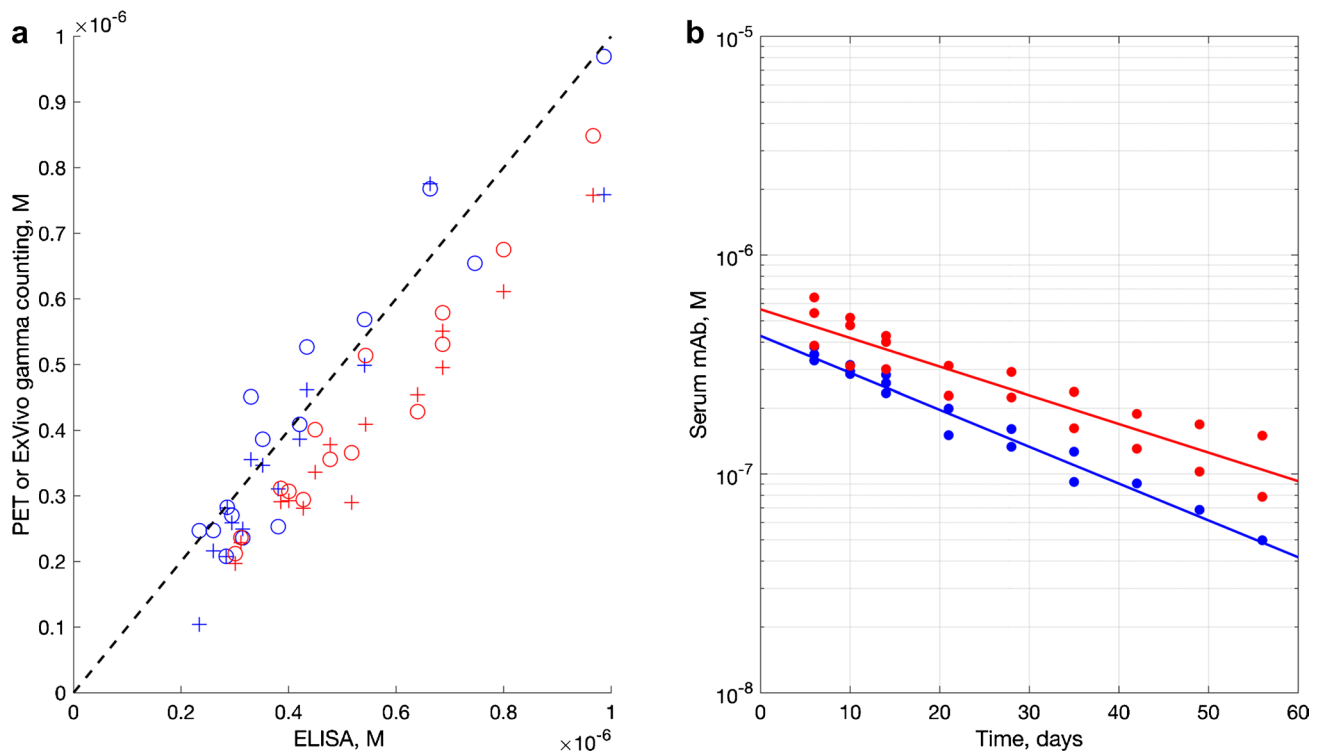 a
×10⁻⁶
1
0.9
0.8
0.7
0.6
0.5
0.4
0.3
0.2
0.1
0
PET or ExVivo gamma counting, M
0 0.2 0.4 0.6 0.8 1
ELISA, M
×10⁻⁶
b
10⁻⁵
10⁻⁶
10⁻⁷
10⁻⁸
Serum mAb, M
0 10 20 30 40 50 60
Time, days